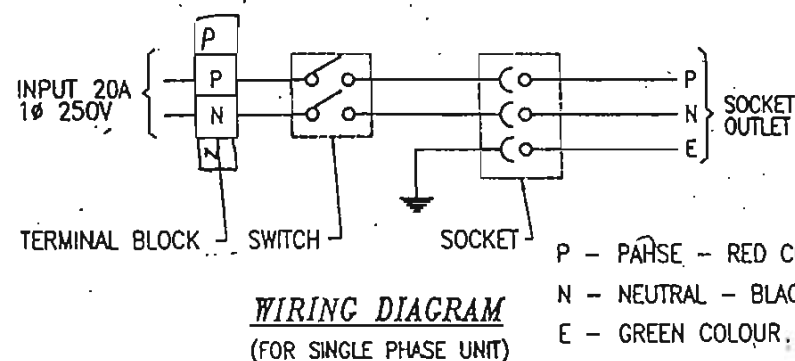 P
INPUT 20A
1ø 250V
P
N
N
P
N
E
SOCKET
OUTLET
TERMINAL BLOCK
SWITCH
SOCKET
P - PAHSE - RED C
N - NEUTRAL - BLAC
E - GREEN COLOUR.
WIRING DIAGRAM
(FOR SINGLE PHASE UNIT)